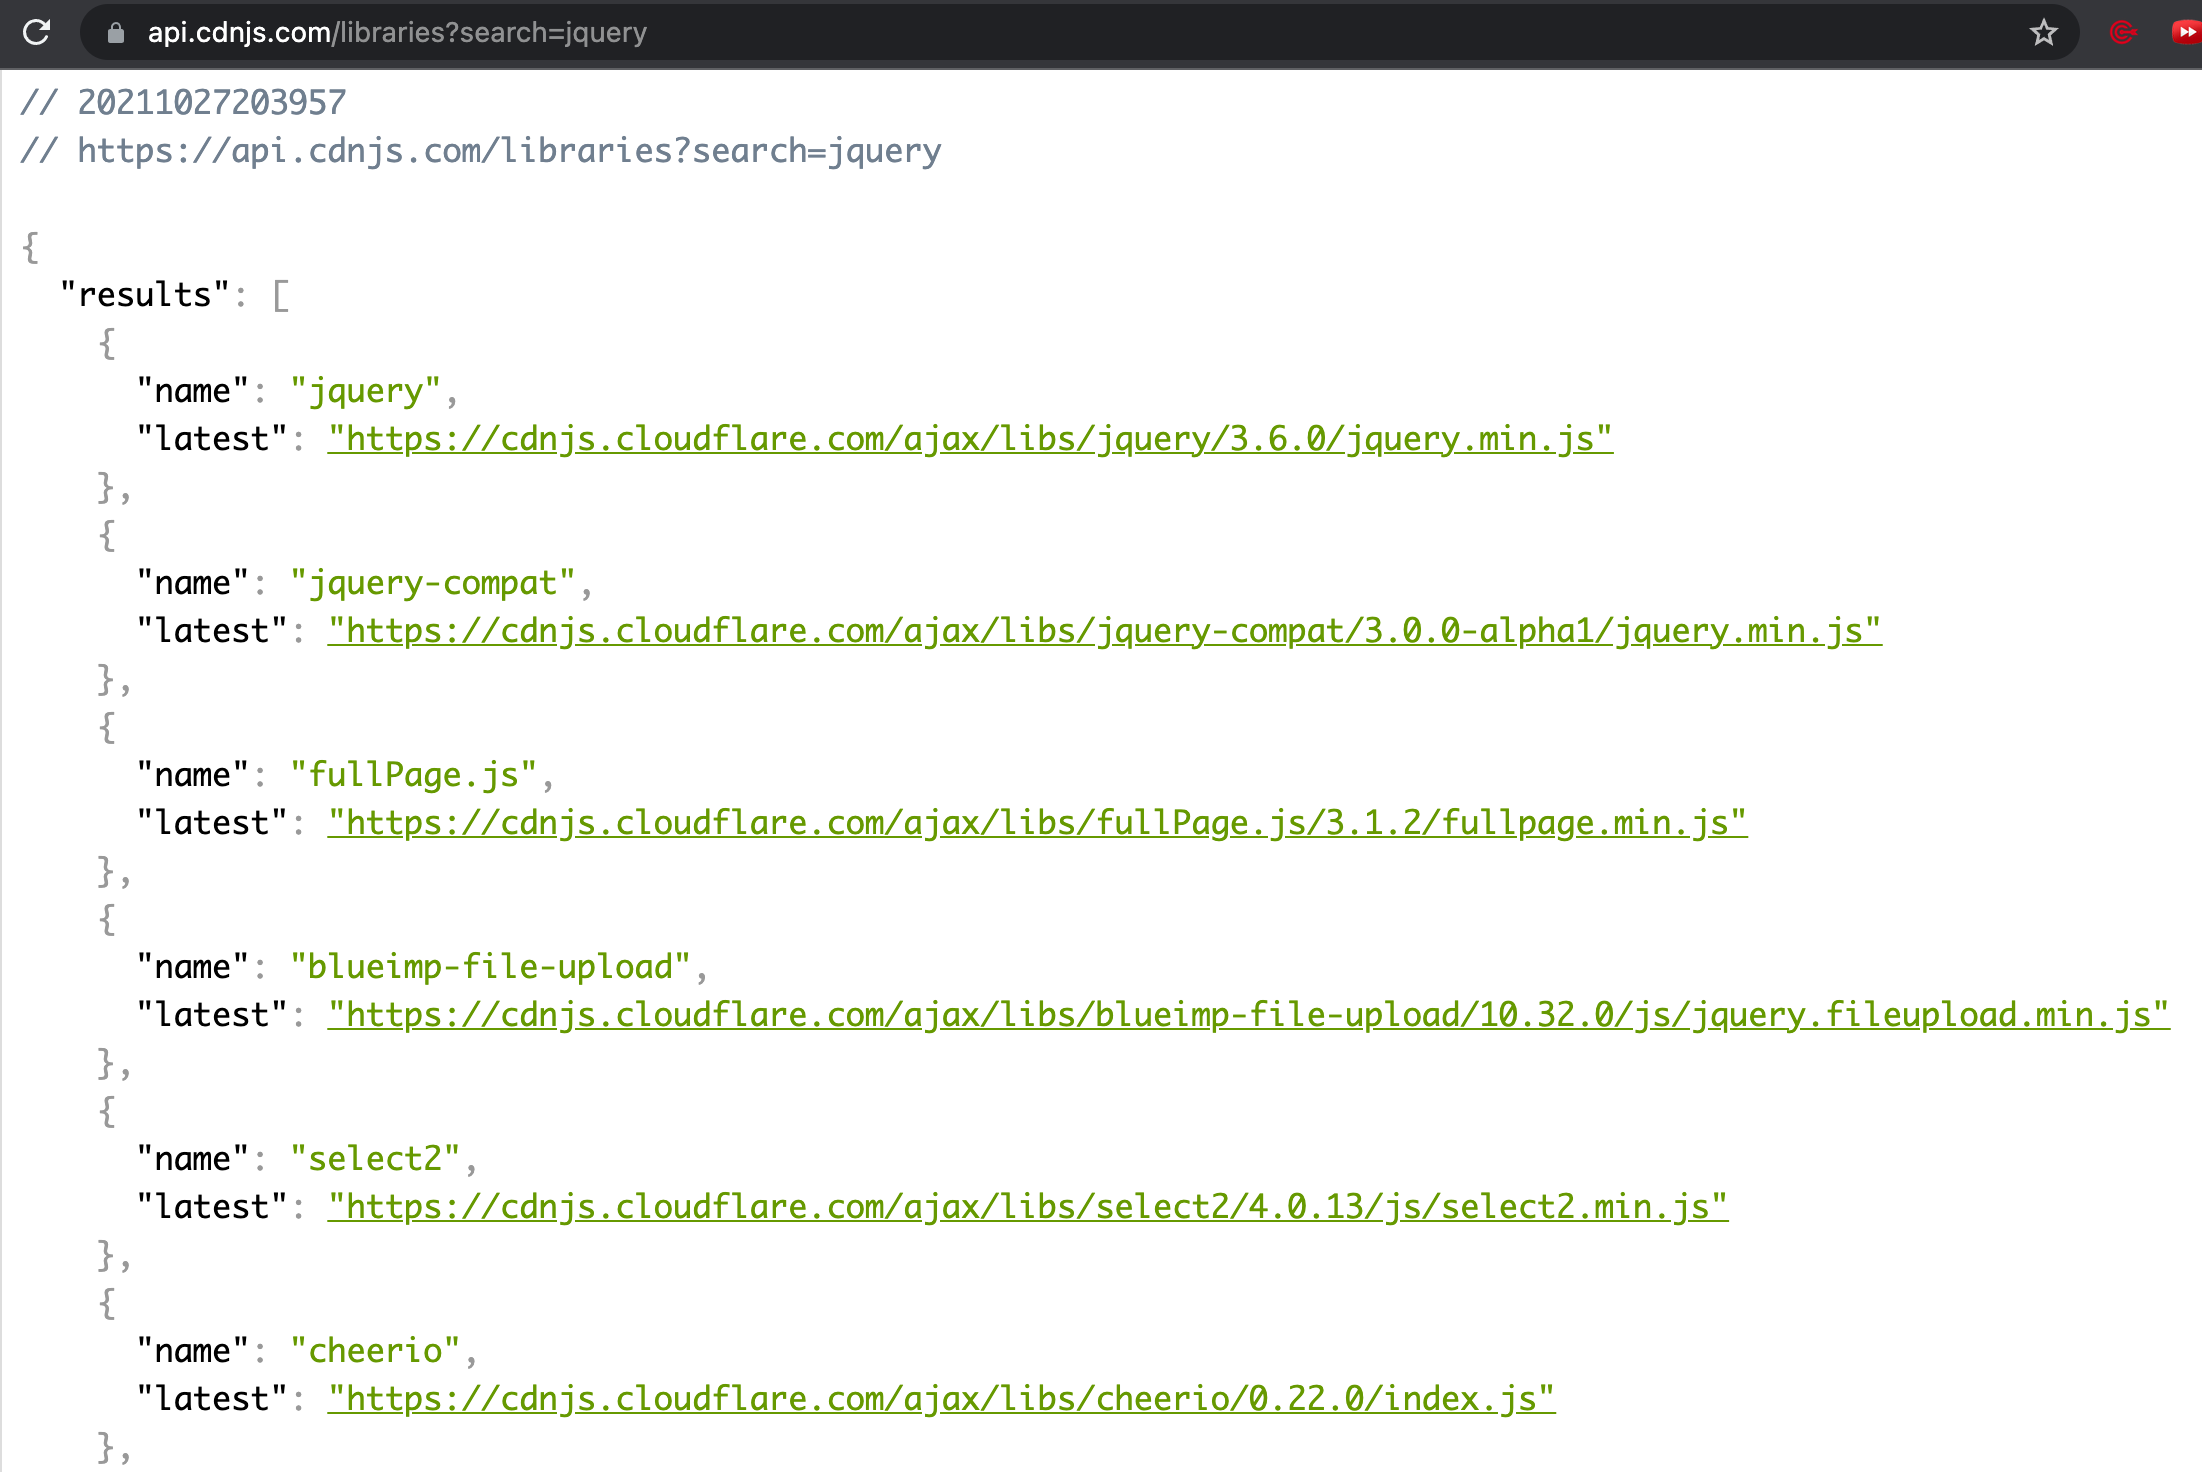 api.cdnjs.com/libraries?search=jquery
// 20211027203957
// https://api.cdnjs.com/libraries?search=jquery
{
"results": [
{
"name": "jquery",
"latest": "https://cdnjs.cloudflare.com/ajax/libs/jquery/3.6.0/jquery.min.js"
},
{
"name": "jquery-compat",
"latest": "https://cdnjs.cloudflare.com/ajax/libs/jquery-compat/3.0.0-alpha1/jquery.min.js"
},
{
"name": "fullPage.js",
"latest": "https://cdnjs.cloudflare.com/ajax/libs/fullPage.js/3.1.2/fullpage.min.js"
},
{
"name": "blueimp-file-upload",
"latest": "https://cdnjs.cloudflare.com/ajax/libs/blueimp-file-upload/10.32.0/js/jquery.fileupload.min.js"
},
{
"name": "select2",
"latest": "https://cdnjs.cloudflare.com/ajax/libs/select2/4.0.13/js/select2.min.js"
},
{
"name": "cheerio",
"latest": "https://cdnjs.cloudflare.com/ajax/libs/cheerio/0.22.0/index.js"
},